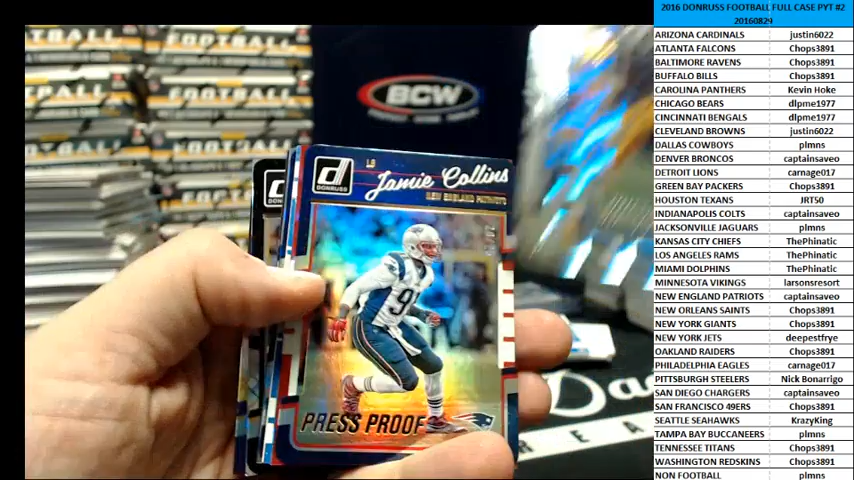 2016 DONRUSS FOOTBALL FULL CASE PYT #2
20160829
ARIZONA CARDINALS justin6022
ATLANTA FALCONS Chops3891
BALTIMORE RAVENS Chops3891
BUFFALO BILLS Chops3891
CAROLINA PANTHERS Kevin Hoke
CHICAGO BEARS dlpme1977
CINCINNATI BENGALS dlpme1977
CLEVELAND BROWNS justin6022
DALLAS COWBOYS plmns
DENVER BRONCOS captainsaveo
DETROIT LIONS carnage017
GREEN BAY PACKERS Chops3891
HOUSTON TEXANS JRT50
INDIANAPOLIS COLTS captainsaveo
JACKSONVILLE JAGUARS plmns
KANSAS CITY CHIEFS ThePhinatic
LOS ANGELES RAMS ThePhinatic
MIAMI DOLPHINS ThePhinatic
MINNESOTA VIKINGS larsonsresort
NEW ENGLAND PATRIOTS captainsaveo
NEW ORLEANS SAINTS Chops3891
NEW YORK GIANTS Chops3891
NEW YORK JETS deepestfrye
OAKLAND RAIDERS Chops3891
PHILADELPHIA EAGLES carnage017
PITTSBURGH STEELERS Nick Bonarrigo
SAN DIEGO CHARGERS captainsaveo
SAN FRANCISCO 49ERS Chops3891
SEATTLE SEAHAWKS KrazyKing
TAMPA BAY BUCCANEERS plmns
TENNESSEE TITANS Chops3891
WASHINGTON REDSKINS Chops3891
NON FOOTBALL plmns
BCW
FOOTBALL
FOOTBALL
LB
Jamie Collins
NEW ENGLAND PATRIOTS
DONRUSS
91
PRESS PROOF